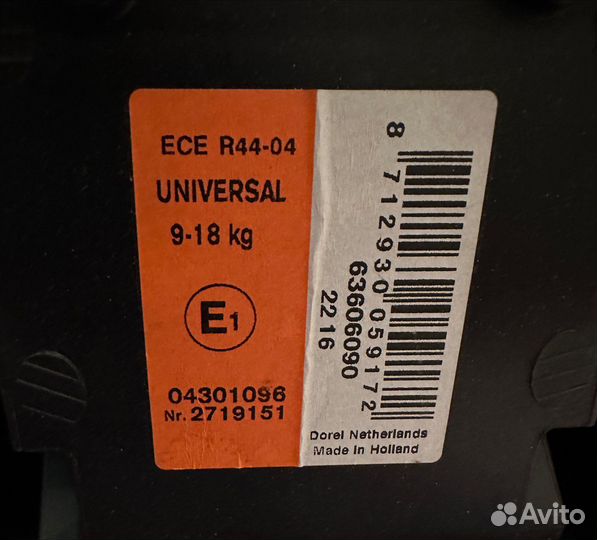 ECE R44-04
UNIVERSAL
9-18 kg
E1
04301096
Nr. 2719151
8 712930 059172
63606090
2216
Dorel Netherlands
Made in Holland
Avito